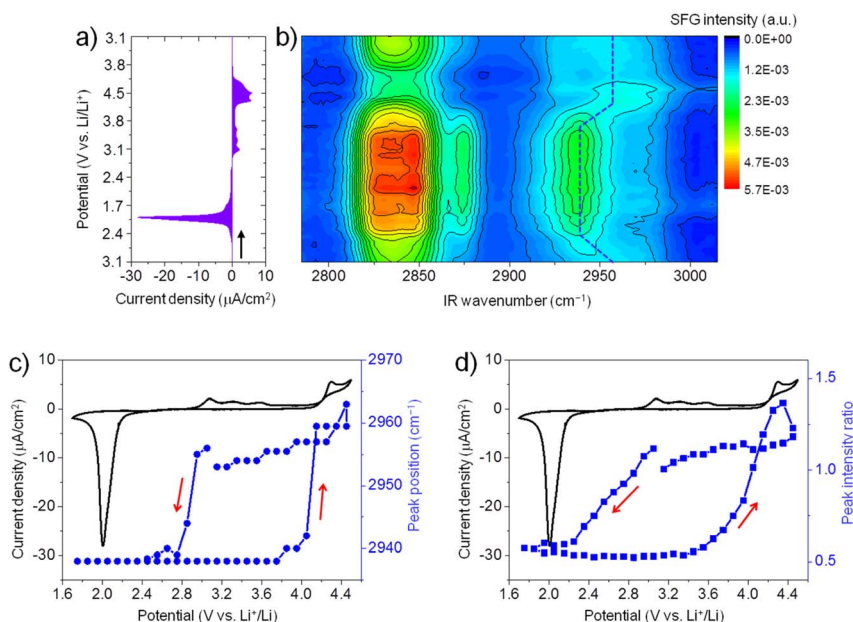 a)
3.1
3.8
4.5
3.8
3.1
2.4
1.7
2.4
3.1
Potential (V vs. Li/Li⁺)
-30 -20 -10 0 10
Current density (μA/cm²)
b)
2800 2850 2900 2950 3000
IR wavenumber (cm⁻¹)
SFG intensity (a.u.)
0.0E+00
1.2E-03
2.4E-03
3.5E-03
4.7E-03
5.7E-03
c)
10
0
-10
-20
-30
Current density (μA/cm²)
1.6 2.0 2.4 2.8 3.2 3.6 4.0 4.4
Potential (V vs. Li⁺/Li)
2970
2960
2950
2940
Peak position (cm⁻¹)
d)
10
0
-10
-20
-30
Current density (μA/cm²)
1.6 2.0 2.4 2.8 3.2 3.6 4.0 4.4
Potential (V vs. Li⁺/Li)
1.5
1.0
0.5
Peak intensity ratio